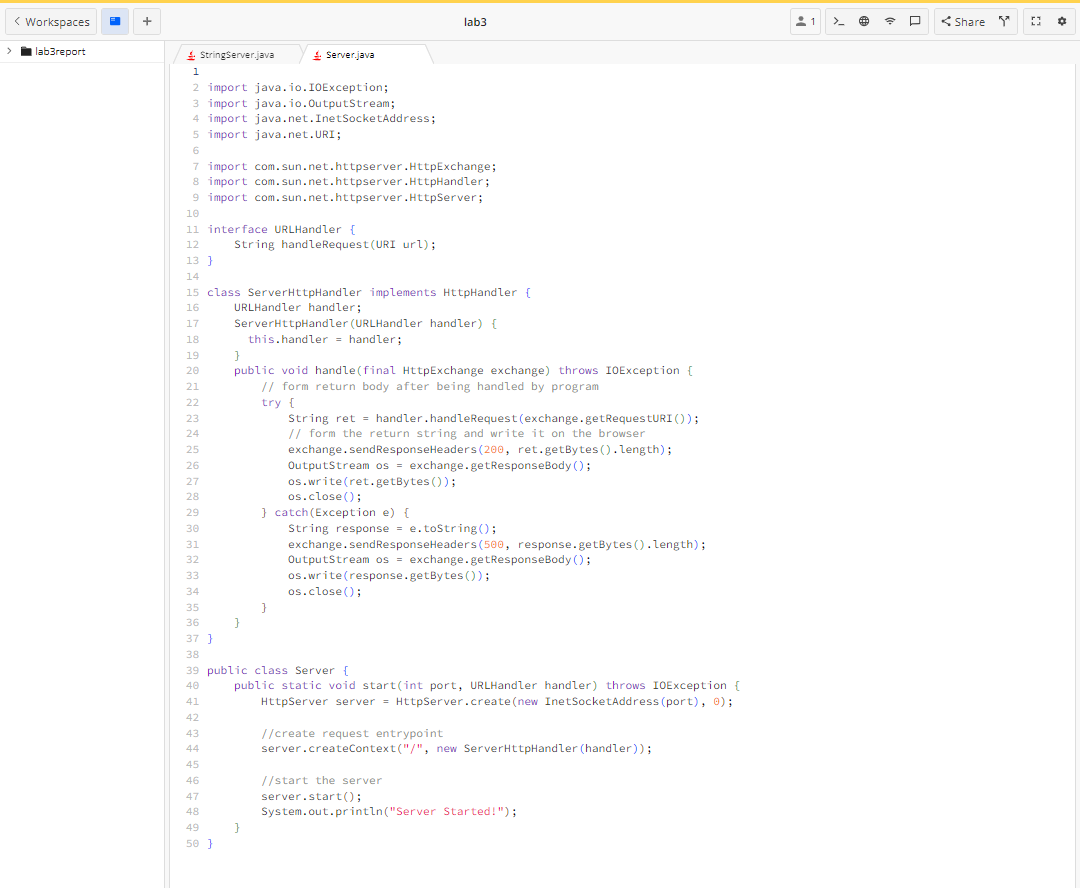 Workspaces
lab3
1
Share
lab3report
StringServer.java
Server.java
1
2 import java.io.IOException;
3 import java.io.OutputStream;
4 import java.net.InetSocketAddress;
5 import java.net.URI;
6
7 import com.sun.net.httpserver.HttpExchange;
8 import com.sun.net.httpserver.HttpHandler;
9 import com.sun.net.httpserver.HttpServer;
10
11 interface URLHandler {
12     String handleRequest(URI url);
13 }
14
15 class ServerHttpHandler implements HttpHandler {
16     URLHandler handler;
17     ServerHttpHandler(URLHandler handler) {
18       this.handler = handler;
19     }
20     public void handle(final HttpExchange exchange) throws IOException {
21         // form return body after being handled by program
22         try {
23             String ret = handler.handleRequest(exchange.getRequestURI());
24             // form the return string and write it on the browser
25             exchange.sendResponseHeaders(200, ret.getBytes().length);
26             OutputStream os = exchange.getResponseBody();
27             os.write(ret.getBytes());
28             os.close();
29         } catch(Exception e) {
30             String response = e.toString();
31             exchange.sendResponseHeaders(500, response.getBytes().length);
32             OutputStream os = exchange.getResponseBody();
33             os.write(response.getBytes());
34             os.close();
35         }
36     }
37 }
38
39 public class Server {
40     public static void start(int port, URLHandler handler) throws IOException {
41         HttpServer server = HttpServer.create(new InetSocketAddress(port), 0);
42
43         //create request entrypoint
44         server.createContext("/", new ServerHttpHandler(handler));
45
46         //start the server
47         server.start();
48         System.out.println("Server Started!");
49     }
50 }